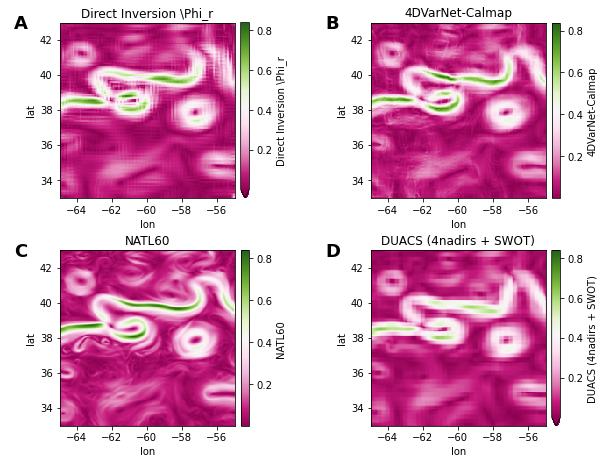 A
Direct Inversion \Phi_r
42
40
38
36
34
lat
−64
−62
−60
−58
−56
lon
0.8
0.6
0.4
0.2
Direct Inversion \Phi_r
B
4DVarNet-Calmap
42
40
38
36
34
lat
−64
−62
−60
−58
−56
lon
0.8
0.6
0.4
0.2
4DVarNet-Calmap
C
NATL60
42
40
38
36
34
lat
−64
−62
−60
−58
−56
lon
0.8
0.6
0.4
0.2
NATL60
D
DUACS (4nadirs + SWOT)
42
40
38
36
34
lat
−64
−62
−60
−58
−56
lon
0.8
0.6
0.4
0.2
DUACS (4nadirs + SWOT)